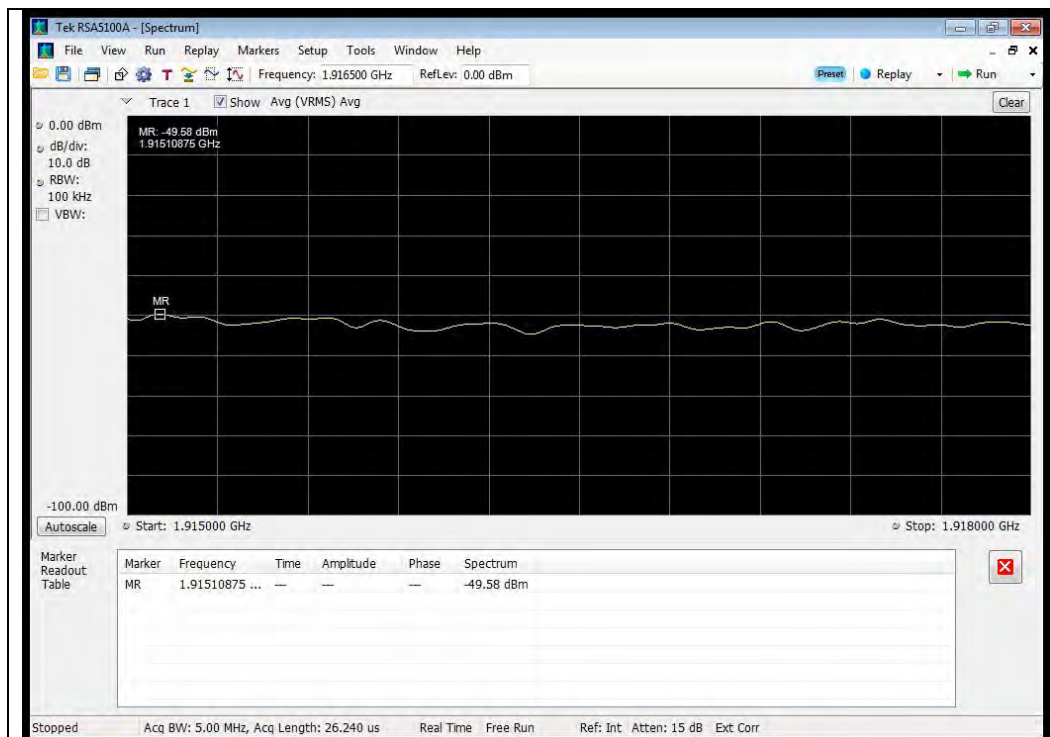 Tek RSA5100A - [Spectrum]
File View Run Replay Markers Setup Tools Window Help
T Frequency: 1.916500 GHz RefLev: 0.00 dBm Preset Replay Run
Trace 1 Show Avg (VRMS) Avg Clear
0.00 dBm
dB/div:
10.0 dB
RBW:
100 kHz
VBW:
MR: -49.58 dBm
1.91510875 GHz
MR
-100.00 dBm
Autoscale Start: 1.915000 GHz Stop: 1.918000 GHz
Marker
Readout
Table
Marker Frequency Time Amplitude Phase Spectrum
MR 1.91510875 ... --- --- --- -49.58 dBm
Stopped Acq BW: 5.00 MHz, Acq Length: 26.240 us Real Time Free Run Ref: Int Atten: 15 dB Ext Corr